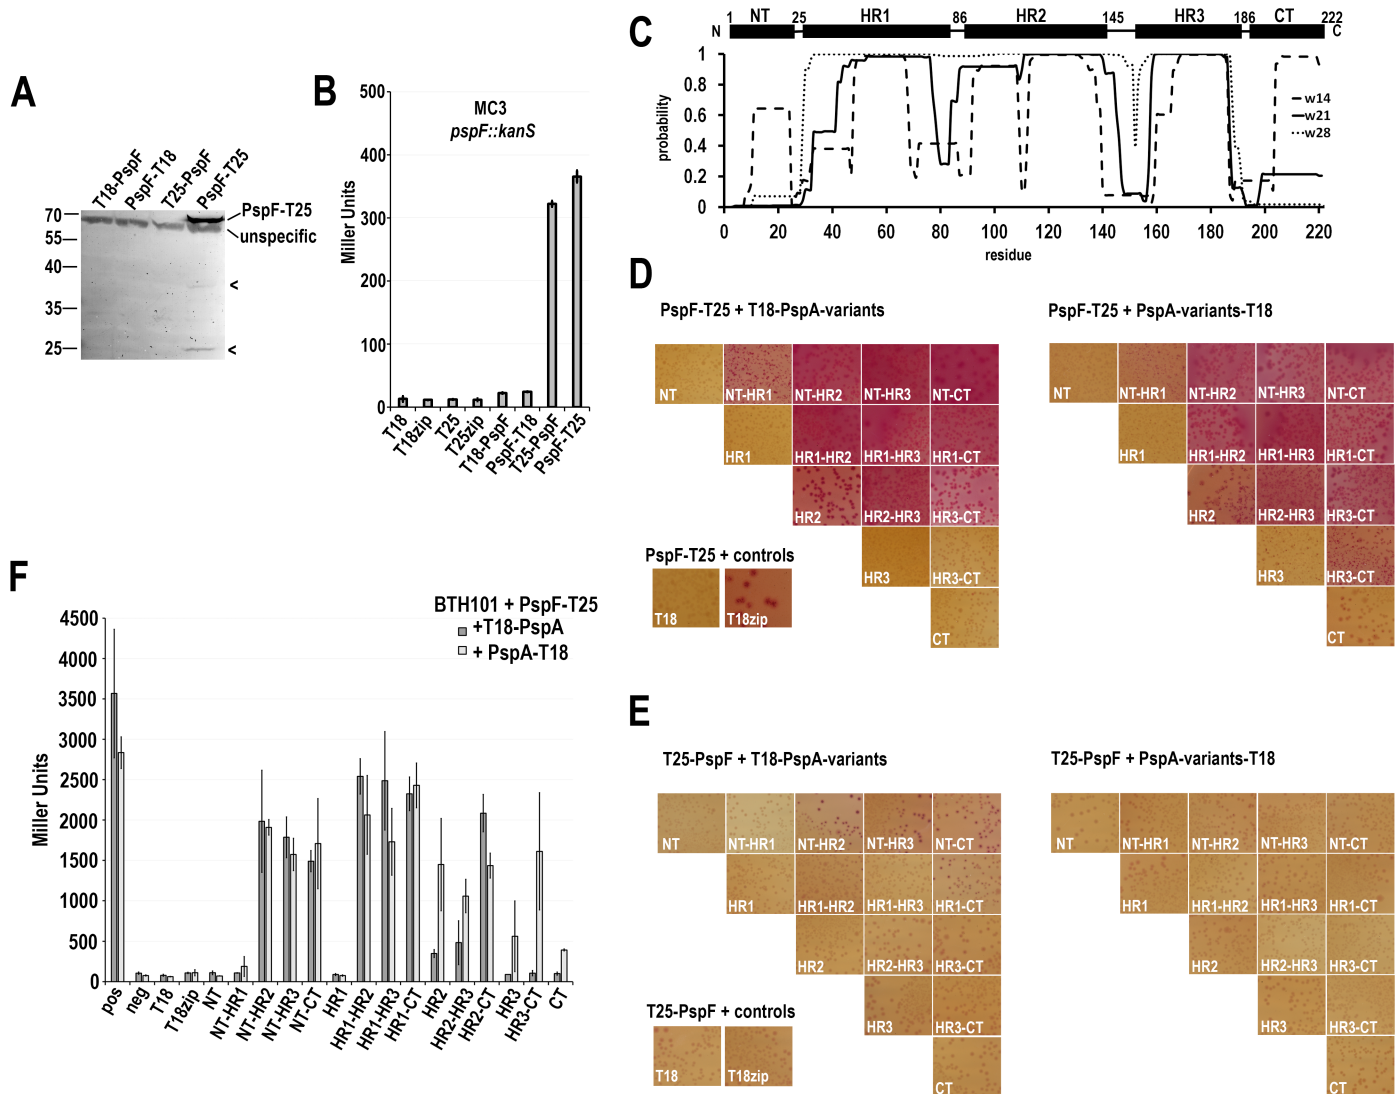 A
T18-PspF
PspF-T18
T25-PspF
PspF-T25
70
55
40
35
25
PspF-T25
unspecific
<
<
B
MC3
pspF::kanS
Miller Units
500
400
300
200
100
0
T18
T18zip
T25
T25zip
T18-PspF
PspF-T18
T25-PspF
PspF-T25
C
1 NT 25 HR1 86 HR2 145 HR3 186 CT 222
N C
probability
1
0.8
0.6
0.4
0.2
0
w14
w21
w28
0 20 40 60 80 100 120 140 160 180 200 220
residue
D
PspF-T25 + T18-PspA-variants
NT NT-HR1 NT-HR2 NT-HR3 NT-CT
HR1 HR1-HR2 HR1-HR3 HR1-CT
HR2 HR2-HR3 HR3-CT
HR3 HR3-CT
CT
PspF-T25 + controls
T18 T18zip
PspF-T25 + PspA-variants-T18
NT NT-HR1 NT-HR2 NT-HR3 NT-CT
HR1 HR1-HR2 HR1-HR3 HR1-CT
HR2 HR2-HR3 HR3-CT
HR3 HR3-CT
CT
E
T25-PspF + T18-PspA-variants
NT NT-HR1 NT-HR2 NT-HR3 NT-CT
HR1 HR1-HR2 HR1-HR3 HR1-CT
HR2 HR2-HR3 HR3-CT
HR3 HR3-CT
CT
T25-PspF + controls
T18 T18zip
T25-PspF + PspA-variants-T18
NT NT-HR1 NT-HR2 NT-HR3 NT-CT
HR1 HR1-HR2 HR1-HR3 HR1-CT
HR2 HR2-HR3 HR3-CT
HR3 HR3-CT
CT
F
BTH101 + PspF-T25
+T18-PspA
+ PspA-T18
Miller Units
4500
4000
3500
3000
2500
2000
1500
1000
500
0
pos
neg
T18
T18zip
NT
NT-HR1
NT-HR2
NT-HR3
NT-CT
HR1
HR1-HR2
HR1-HR3
HR1-CT
HR2
HR2-HR3
HR2-CT
HR3
HR3-CT
CT